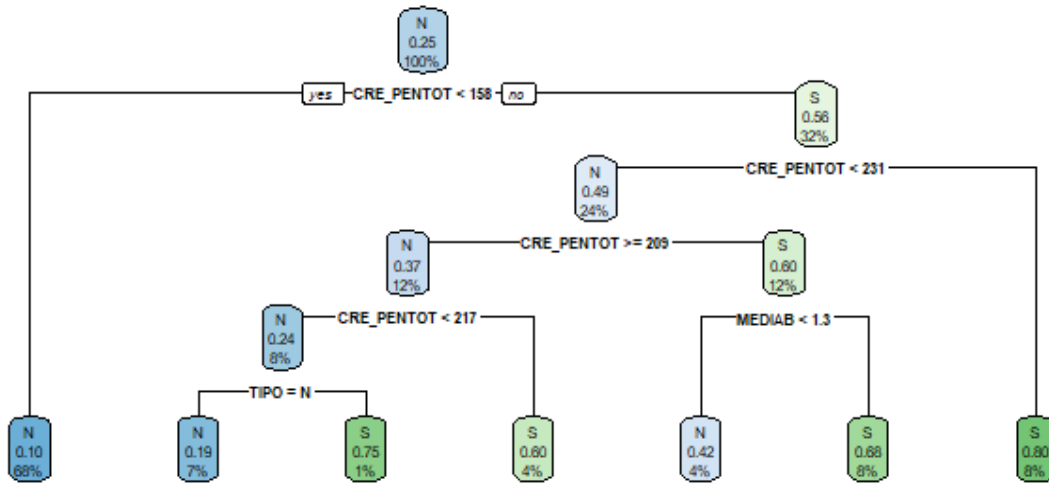 N
0.25
100%
yes CRE_PENTOT < 158 no
S
0.56
32%
CRE_PENTOT < 231
N
0.49
24%
CRE_PENTOT >= 209
N
0.37
12%
S
0.60
12%
CRE_PENTOT < 217
MEDIAB < 1.3
N
0.24
8%
TIPO = N
N
0.10
68%
N
0.19
7%
S
0.75
1%
S
0.60
4%
N
0.42
4%
S
0.68
8%
S
0.80
8%